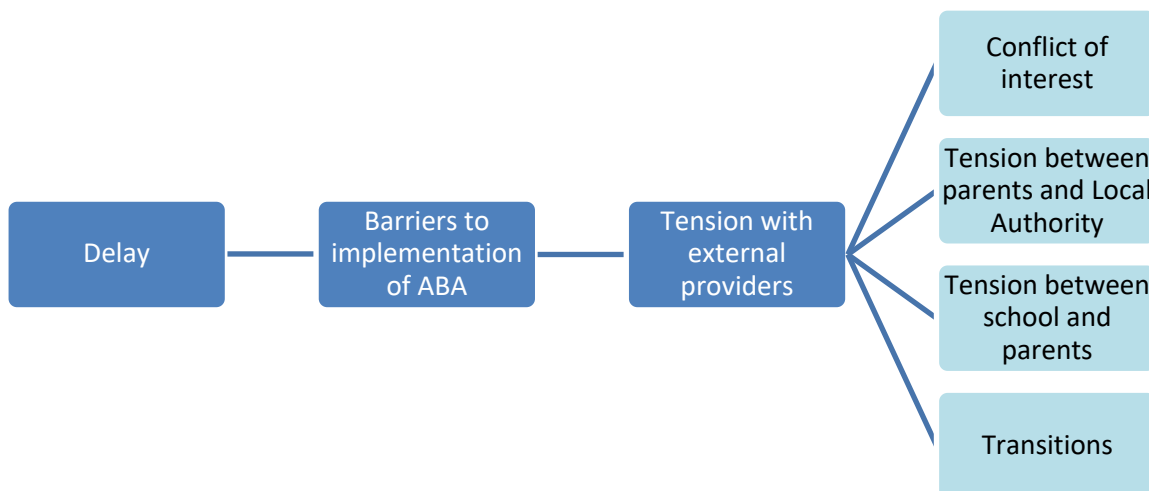 Delay
Barriers to
implementation
of ABA
Tension with
external
providers
Conflict of
interest
Tension between
parents and Local
Authority
Tension between
school and
parents
Transitions